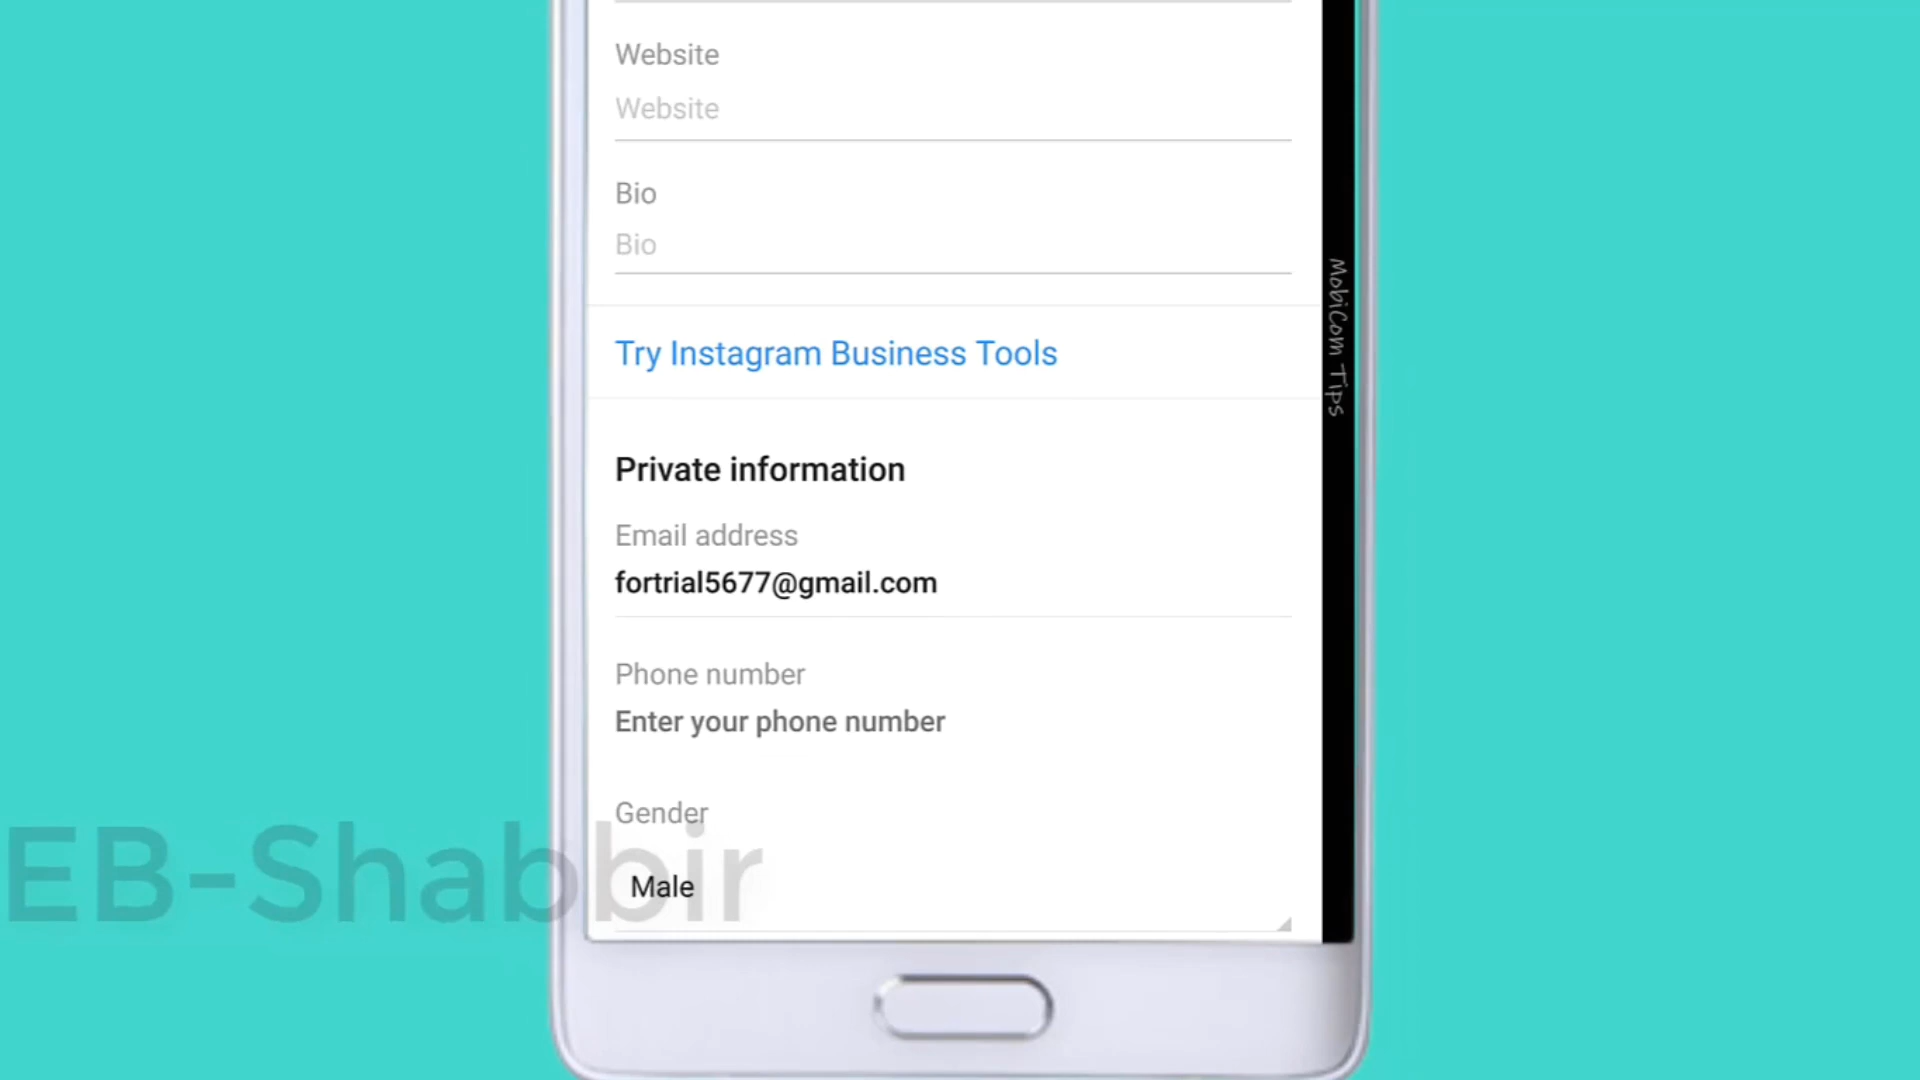 Website
Website
Bio
Bio
Try Instagram Business Tools
MobiCom Tips
Private information
Email address
fortrial5677@gmail.com
Phone number
Enter your phone number
Gender
Male
EB-Shabbir